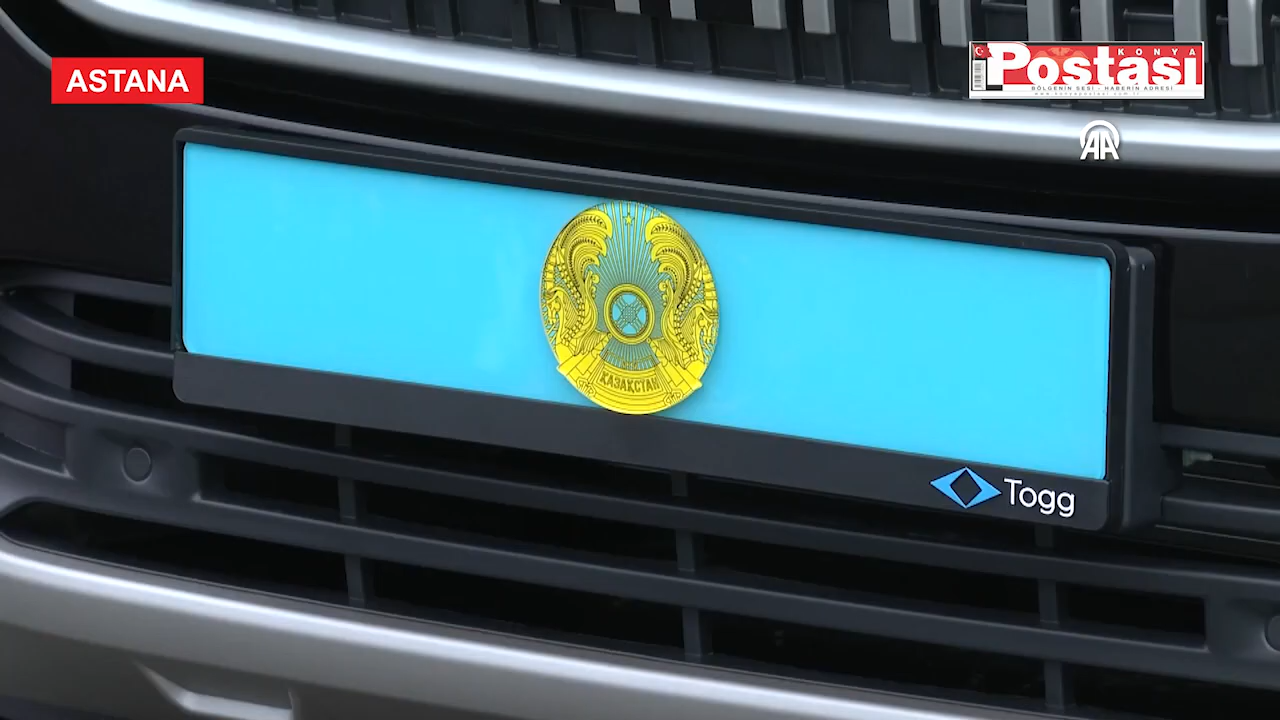 ASTANA
KONYA
Postası
BÖLGENİN SESİ - HABERİN ADRESİ
AA
ҚАЗАҚСТАН
Togg